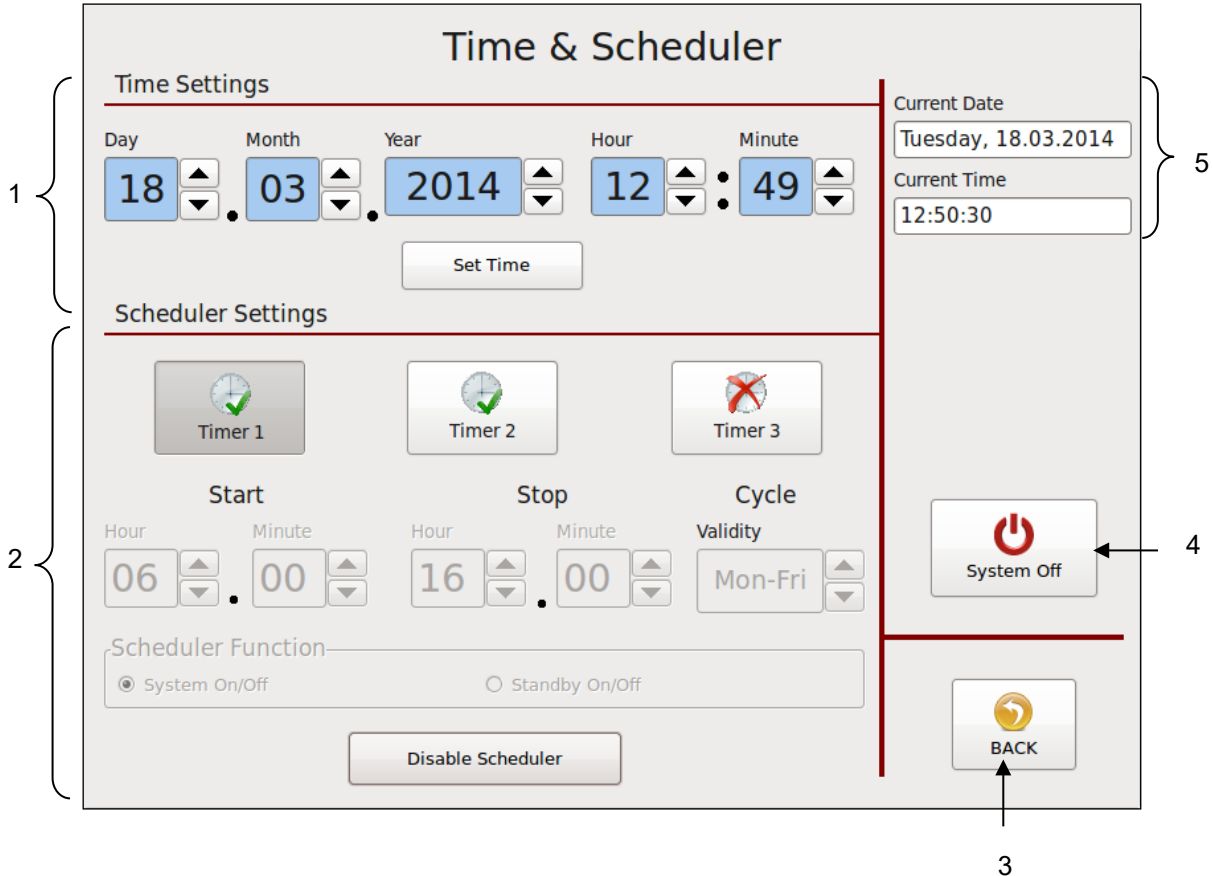 Time & Scheduler
Time Settings
Day Month Year Hour Minute
18 . 03 . 2014 12 : 49
Set Time
Current Date
Tuesday, 18.03.2014
Current Time
12:50:30
1
5
Scheduler Settings
Timer 1 Timer 2 Timer 3
Start Stop Cycle
Hour Minute Hour Minute Validity
06 . 00 16 . 00 Mon-Fri
Scheduler Function
System On/Off Standby On/Off
Disable Scheduler
2
System Off
4
BACK
3